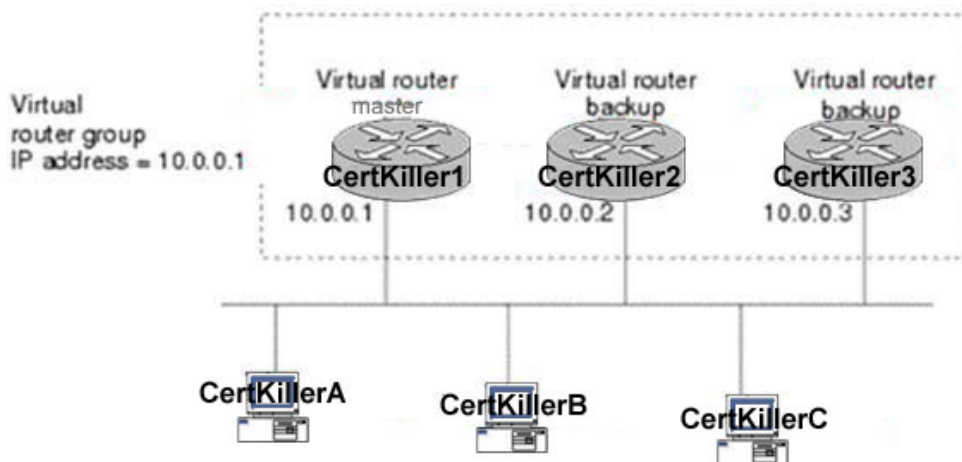 Virtual
router group
IP address = 10.0.0.1
Virtual router
master
CertKiller1
10.0.0.1
Virtual router
backup
CertKiller2
10.0.0.2
Virtual router
backup
CertKiller3
10.0.0.3
CertKillerA
CertKillerB
CertKillerC